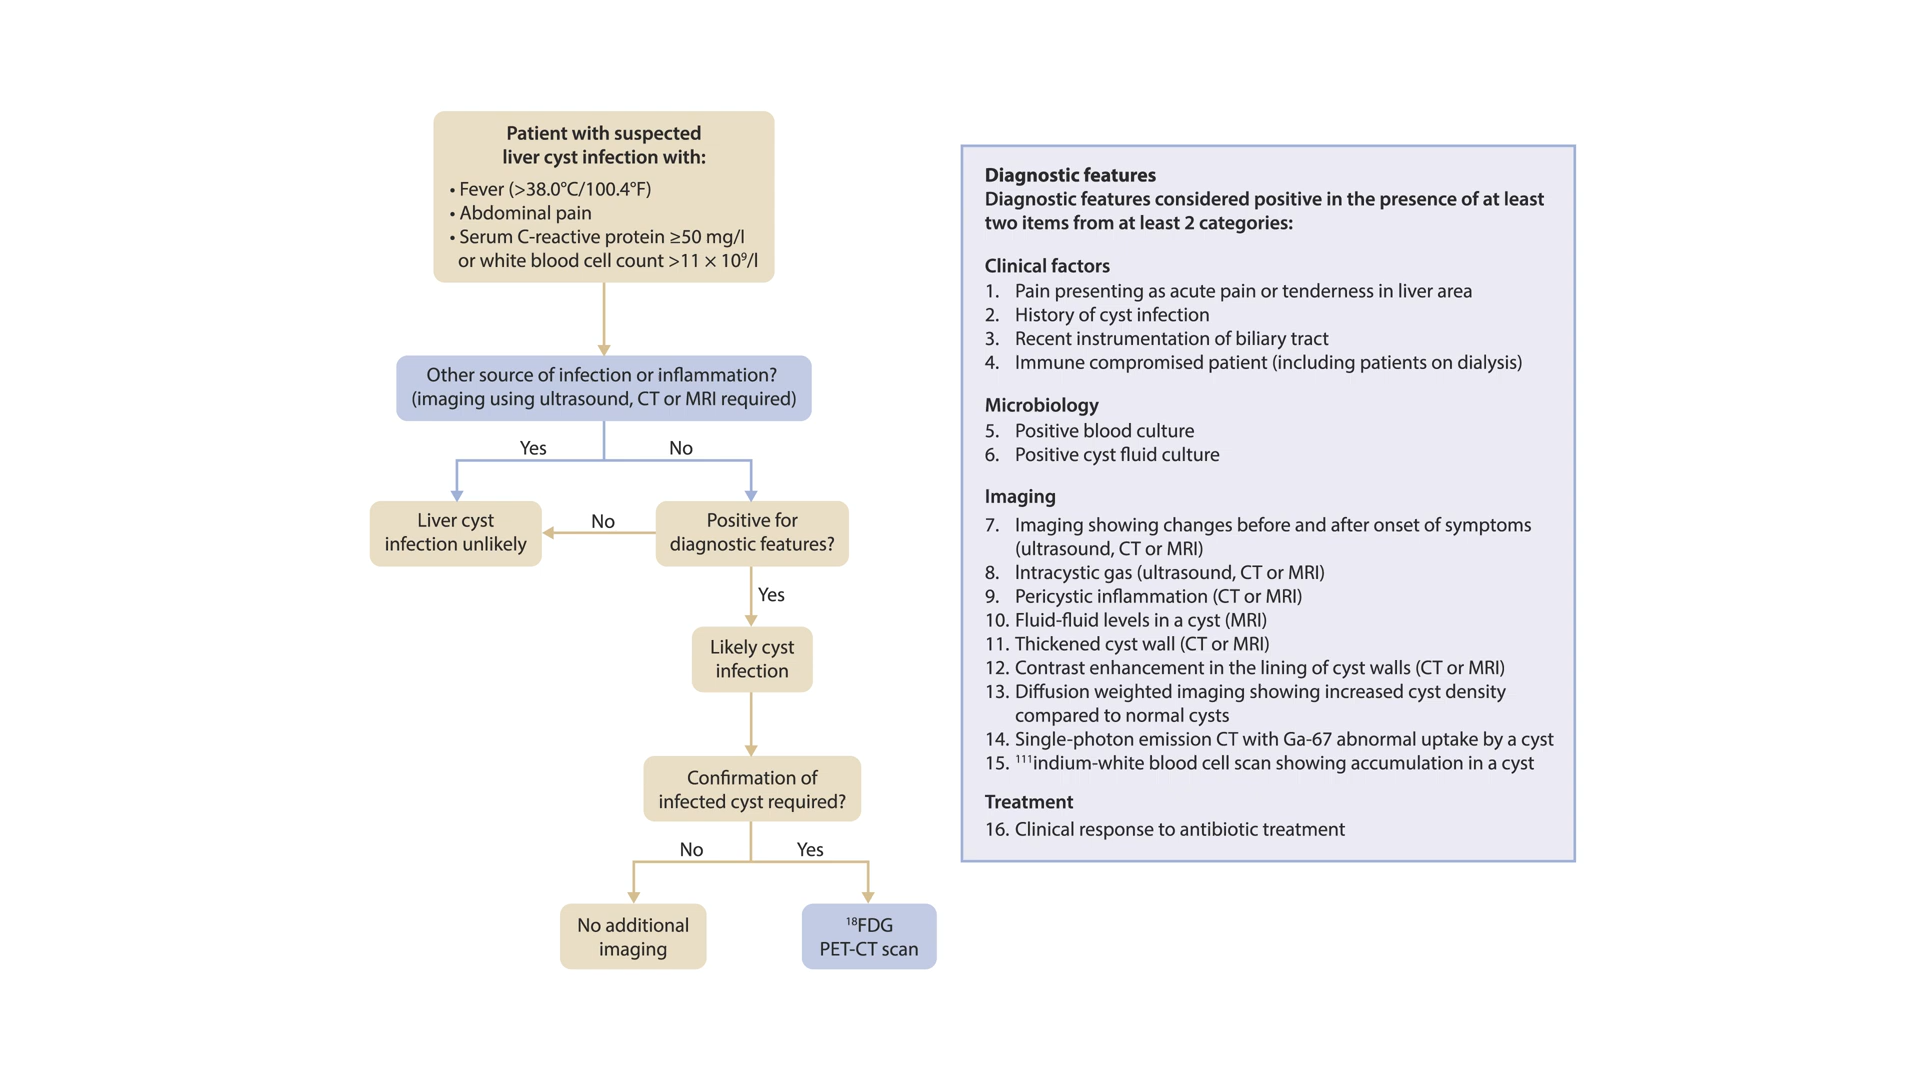 Patient with suspected
liver cyst infection with:
• Fever (>38.0°C/100.4°F)
• Abdominal pain
• Serum C-reactive protein ≥50 mg/l
or white blood cell count >11 × 10⁹/l
Other source of infection or inflammation?
(imaging using ultrasound, CT or MRI required)
Yes
No
Liver cyst
infection unlikely
No
Positive for
diagnostic features?
Yes
Likely cyst
infection
Confirmation of
infected cyst required?
No
Yes
No additional
imaging
¹⁸FDG
PET-CT scan
Diagnostic features
Diagnostic features considered positive in the presence of at least
two items from at least 2 categories:
Clinical factors
1. Pain presenting as acute pain or tenderness in liver area
2. History of cyst infection
3. Recent instrumentation of biliary tract
4. Immune compromised patient (including patients on dialysis)
Microbiology
5. Positive blood culture
6. Positive cyst fluid culture
Imaging
7. Imaging showing changes before and after onset of symptoms
(ultrasound, CT or MRI)
8. Intracystic gas (ultrasound, CT or MRI)
9. Pericystic inflammation (CT or MRI)
10. Fluid-fluid levels in a cyst (MRI)
11. Thickened cyst wall (CT or MRI)
12. Contrast enhancement in the lining of cyst walls (CT or MRI)
13. Diffusion weighted imaging showing increased cyst density
compared to normal cysts
14. Single-photon emission CT with Ga-67 abnormal uptake by a cyst
15. ¹¹¹indium-white blood cell scan showing accumulation in a cyst
Treatment
16. Clinical response to antibiotic treatment